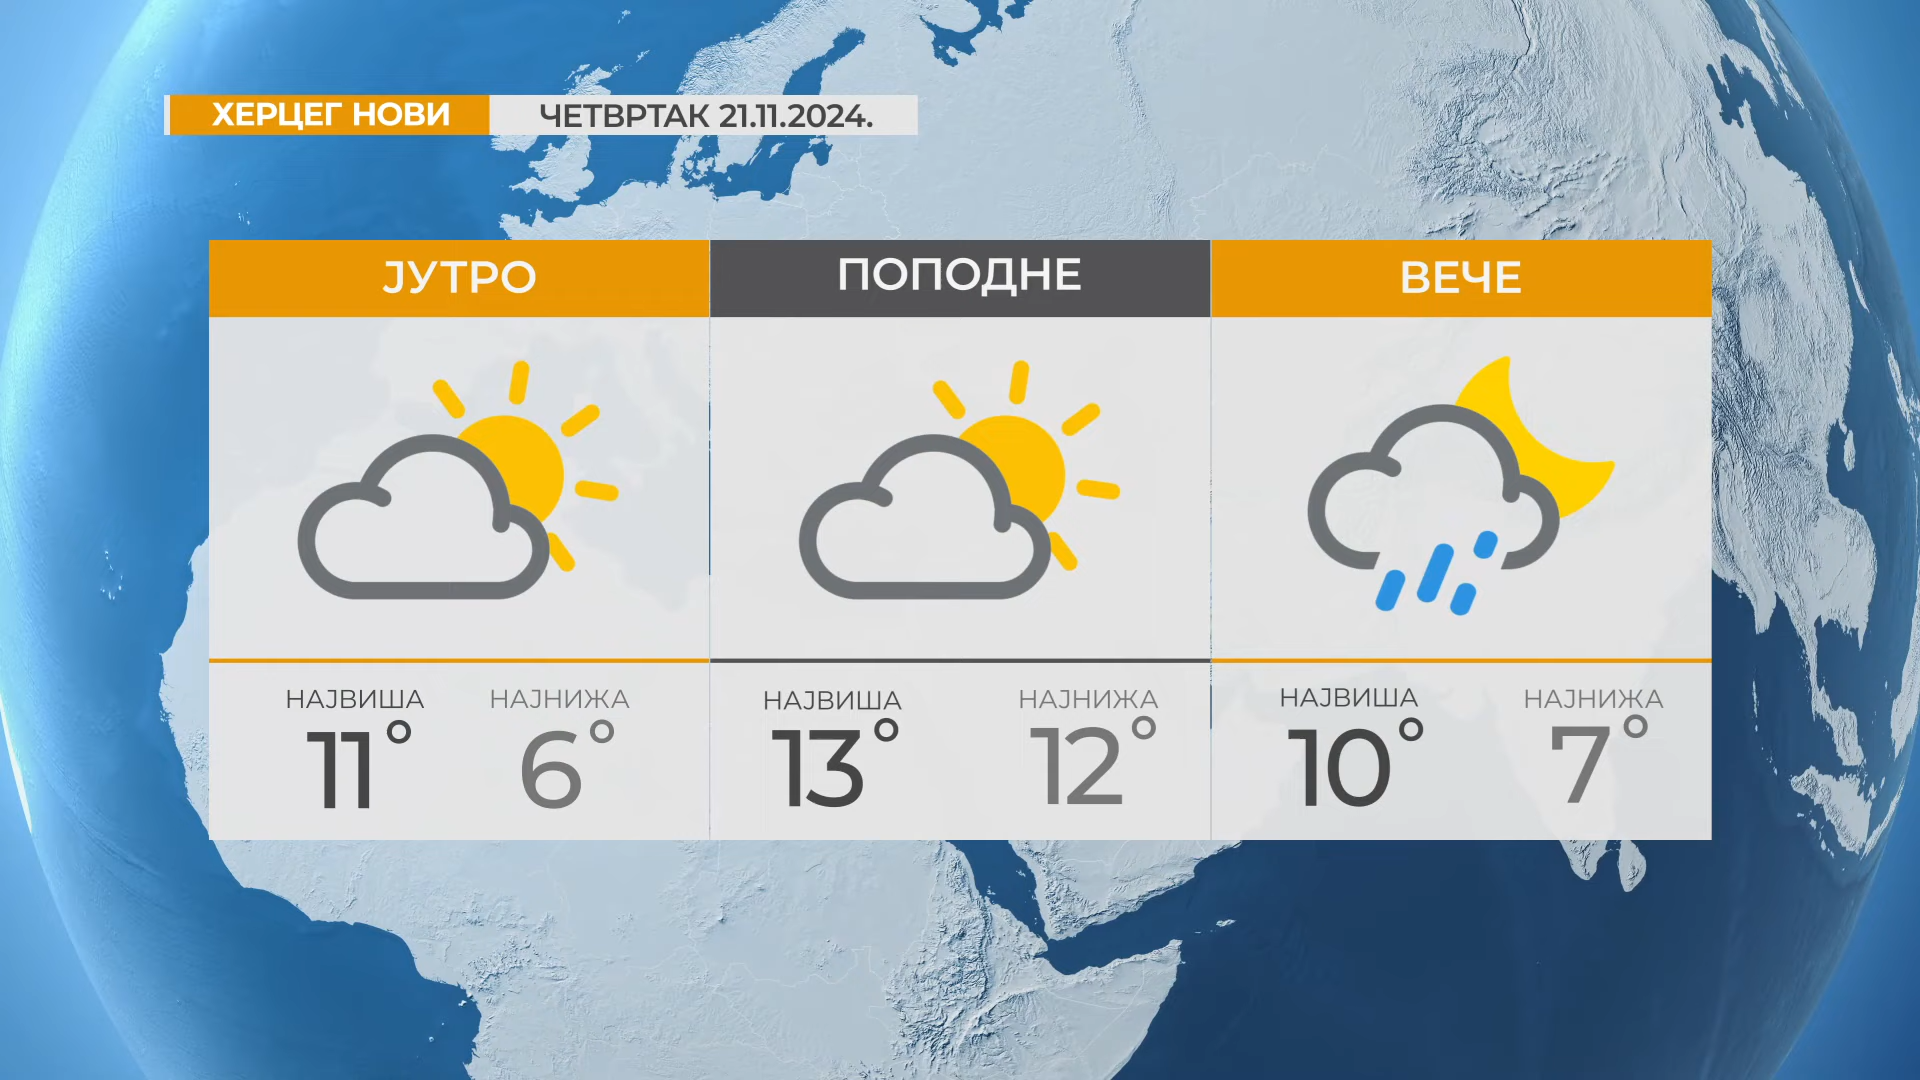 ХЕРЦЕГ НОВИ
ЧЕТВРТАК 21.11.2024.
ЈУТРО
ПОПОДНЕ
ВЕЧЕ
НАЈВИША
НАЈНИЖА
11°
6°
НАЈВИША
НАЈНИЖА
13°
12°
НАЈВИША
НАЈНИЖА
10°
7°